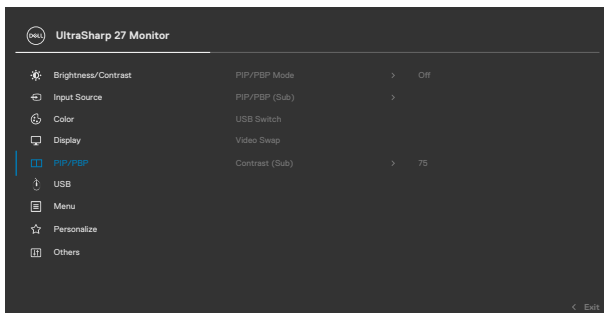 DELL UltraSharp 27 Monitor
Brightness/Contrast PIP/PBP Mode > Off
Input Source PIP/PBP (Sub) >
Color USB Switch
Display Video Swap
PIP/PBP Contrast (Sub) > 75
USB
Menu
Personalize
Others
< Exit